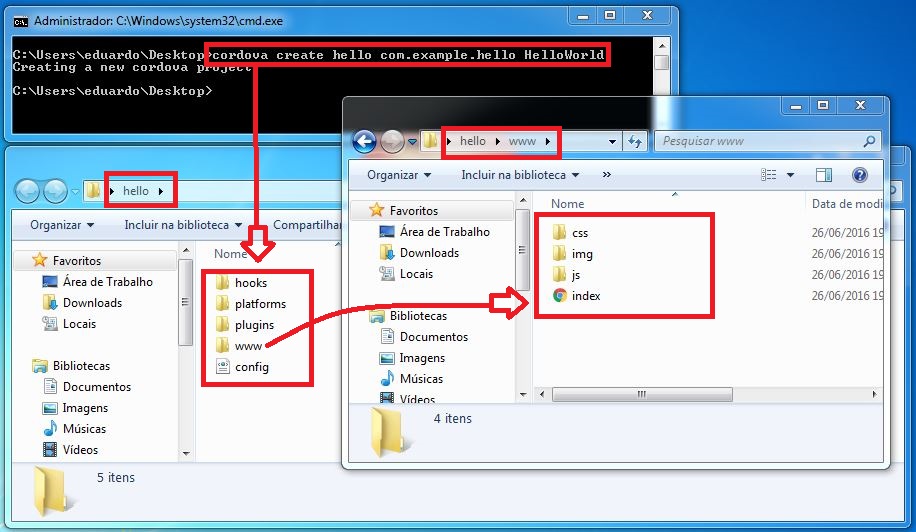 Administrador: C:\Windows\system32\cmd.exe
C:\Users\eduardo\Desktop>cordova create hello com.example.hello HelloWorld
Creating a new cordova project
C:\Users\eduardo\Desktop>
hello
Organizar
Incluir na biblioteca
Compartilhar
Nome
Favoritos
Área de Trabalho
Downloads
Locais
Bibliotecas
Documentos
Imagens
Músicas
Vídeos
hooks
platforms
plugins
www
config
5 itens
hello www
Pesquisar www
Organizar
Incluir na biblioteca
»
Nome
Data de modi
Favoritos
Área de Trabalho
Downloads
Locais
Bibliotecas
Documentos
Imagens
Músicas
Vídeos
css 26/06/2016 19
img 26/06/2016 19
js 26/06/2016 19
index 26/06/2016 19
4 itens